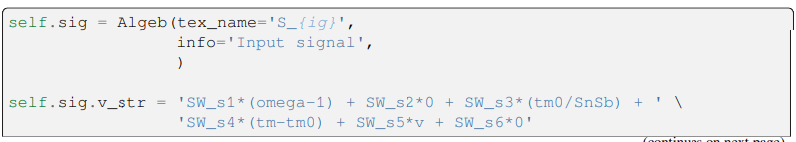 self.sig = Algeb(tex_name='S_{ig}',
info='Input signal',
)
self.sig.v_str = 'SW_s1*(omega-1) + SW_s2*0 + SW_s3*(tm0/SnSb) + ' \
'SW_s4*(tm-tm0) + SW_s5*v + SW_s6*0'
(continues on next page)